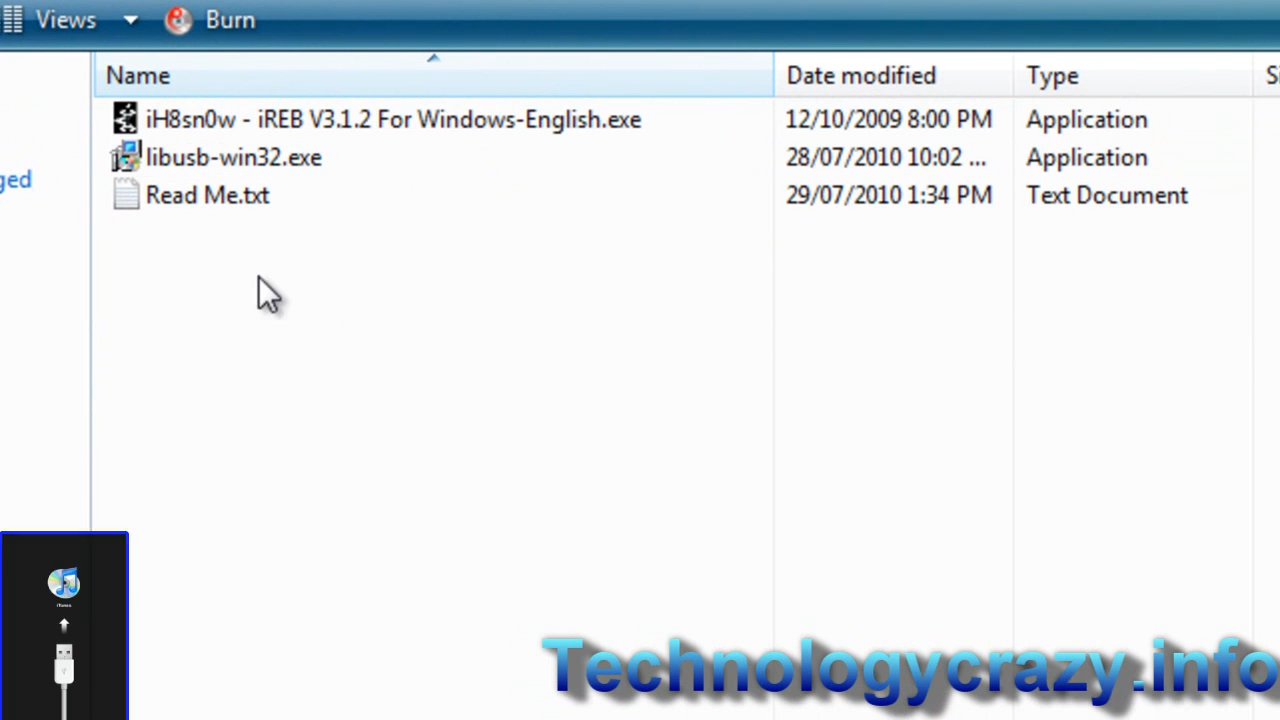 Views Burn
Name Date modified Type
iH8sn0w - iREB V3.1.2 For Windows-English.exe 12/10/2009 8:00 PM Application
libusb-win32.exe 28/07/2010 10:02 ... Application
ged
Read Me.txt 29/07/2010 1:34 PM Text Document
iTunes
Technologycrazy.info